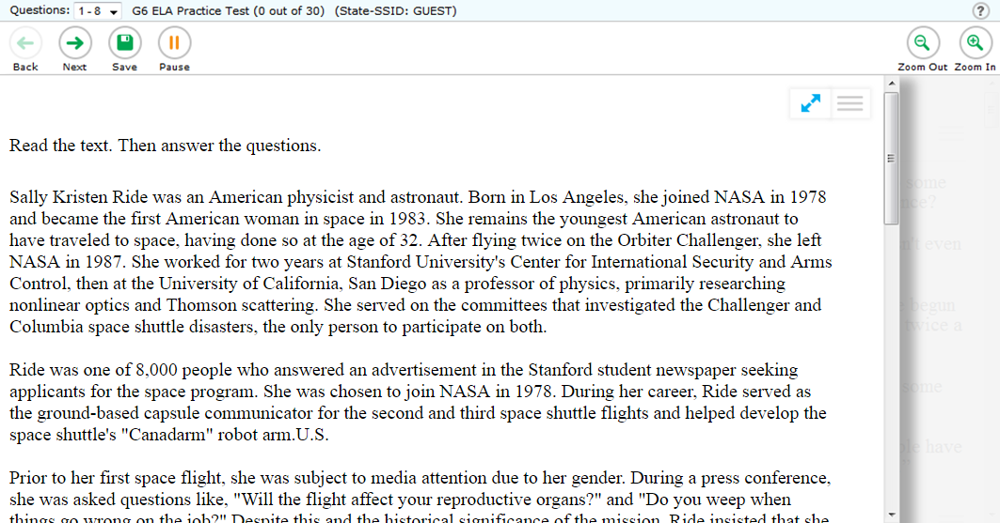 Questions: 1 - 8 G6 ELA Practice Test (0 out of 30) (State-SSID: GUEST) ?
Back Next Save Pause Zoom Out Zoom In
Read the text. Then answer the questions.
Sally Kristen Ride was an American physicist and astronaut. Born in Los Angeles, she joined NASA in 1978
and became the first American woman in space in 1983. She remains the youngest American astronaut to
have traveled to space, having done so at the age of 32. After flying twice on the Orbiter Challenger, she left
NASA in 1987. She worked for two years at Stanford University's Center for International Security and Arms
Control, then at the University of California, San Diego as a professor of physics, primarily researching
nonlinear optics and Thomson scattering. She served on the committees that investigated the Challenger and
Columbia space shuttle disasters, the only person to participate on both.
Ride was one of 8,000 people who answered an advertisement in the Stanford student newspaper seeking
applicants for the space program. She was chosen to join NASA in 1978. During her career, Ride served as
the ground-based capsule communicator for the second and third space shuttle flights and helped develop the
space shuttle's "Canadarm" robot arm.U.S.
Prior to her first space flight, she was subject to media attention due to her gender. During a press conference,
she was asked questions like, "Will the flight affect your reproductive organs?" and "Do you weep when
things go wrong on the job?" Despite this and the historical significance of the mission, Ride insisted that she
some
even
begun
twice a
some
have